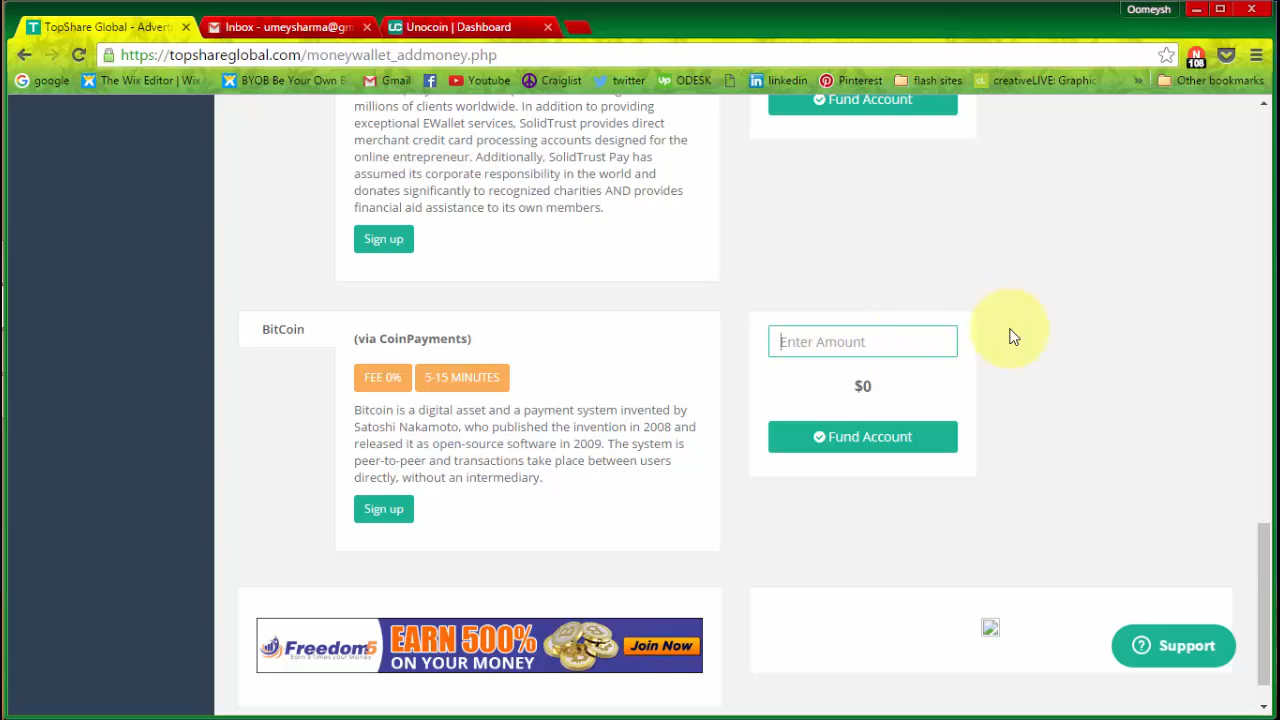 Oomeysh
TopShare Global - Advert
Inbox - umeysharma@gm
Unocoin | Dashboard
https://topshareglobal.com/moneywallet_addmoney.php
N
108
google
The Wix Editor | Wix
BYOB Be Your Own B
Gmail
Youtube
Craiglist
twitter
ODESK
linkedin
Pinterest
flash sites
creativeLIVE: Graphic
»
Other bookmarks
millions of clients worldwide. In addition to providing
exceptional EWallet services, SolidTrust provides direct
merchant credit card processing accounts designed for the
online entrepreneur. Additionally, SolidTrust Pay has
assumed its corporate responsibility in the world and
donates significantly to recognized charities AND provides
financial aid assistance to its own members.
Sign up
Fund Account
BitCoin
(via CoinPayments)
FEE 0%
5-15 MINUTES
Bitcoin is a digital asset and a payment system invented by
Satoshi Nakamoto, who published the invention in 2008 and
released it as open-source software in 2009. The system is
peer-to-peer and transactions take place between users
directly, without an intermediary.
Sign up
Enter Amount
$0
Fund Account
Freedom5
Earn 5 Times your Money
EARN 500%
ON YOUR MONEY
Join Now
Support